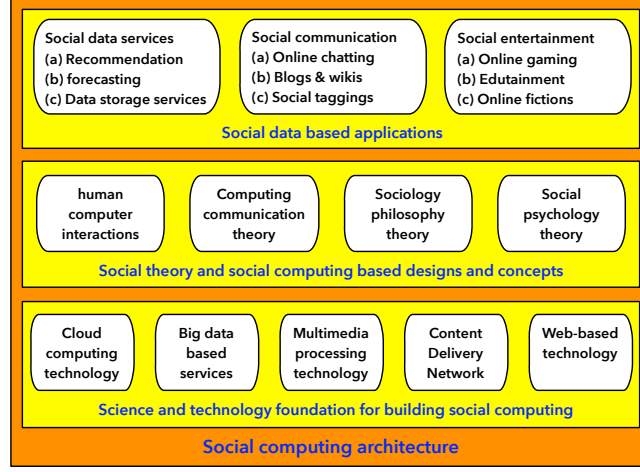 Social data services
(a) Recommendation
(b) forecasting
(c) Data storage services
Social communication
(a) Online chatting
(b) Blogs & wikis
(c) Social taggings
Social entertainment
(a) Online gaming
(b) Edutainment
(c) Online fictions
Social data based applications
human
computer
interactions
Computing
communication
theory
Sociology
philosophy
theory
Social
psychology
theory
Social theory and social computing based designs and concepts
Cloud
computing
technology
Big data
based
services
Multimedia
processing
technology
Content
Delivery
Network
Web-based
technology
Science and technology foundation for building social computing
Social computing architecture